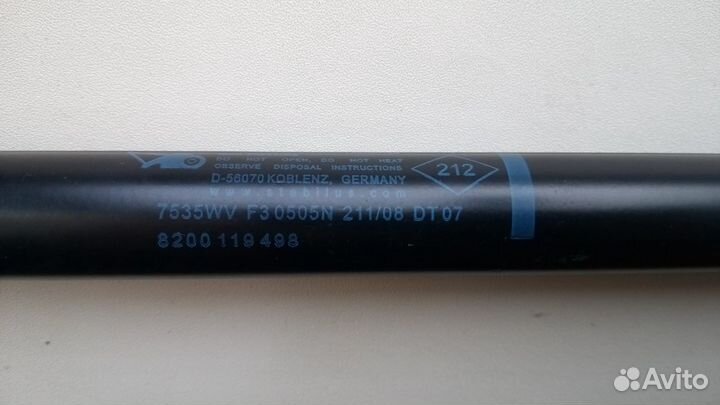 DO NOT OPEN, DO NOT HEAT
OBSERVE DISPOSAL INSTRUCTIONS
D-56070 KOBLENZ, GERMANY
www.stabilus.com
7535WV F3 0505N 211/08 DT 07
8200 119 498
212
Avito